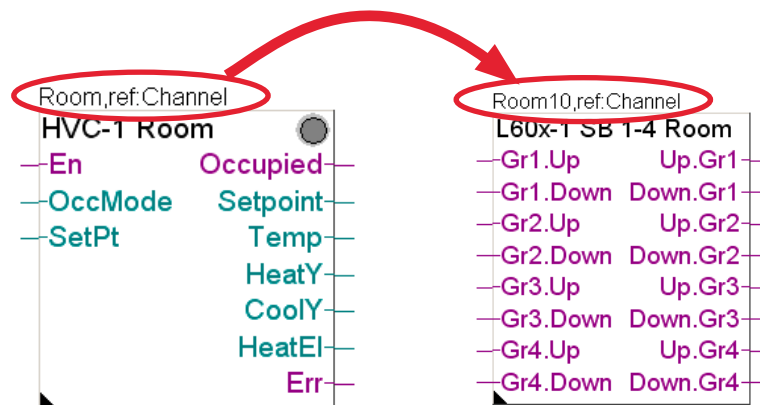 Room,ref:Channel
HVC-1 Room
En Occupied
OccMode Setpoint
SetPt Temp
HeatY
CoolY
HeatEl
Err
Room10,ref:Channel
L60x-1 SB 1-4 Room
Gr1.Up Up.Gr1
Gr1.Down Down.Gr1
Gr2.Up Up.Gr2
Gr2.Down Down.Gr2
Gr3.Up Up.Gr3
Gr3.Down Down.Gr3
Gr4.Up Up.Gr4
Gr4.Down Down.Gr4